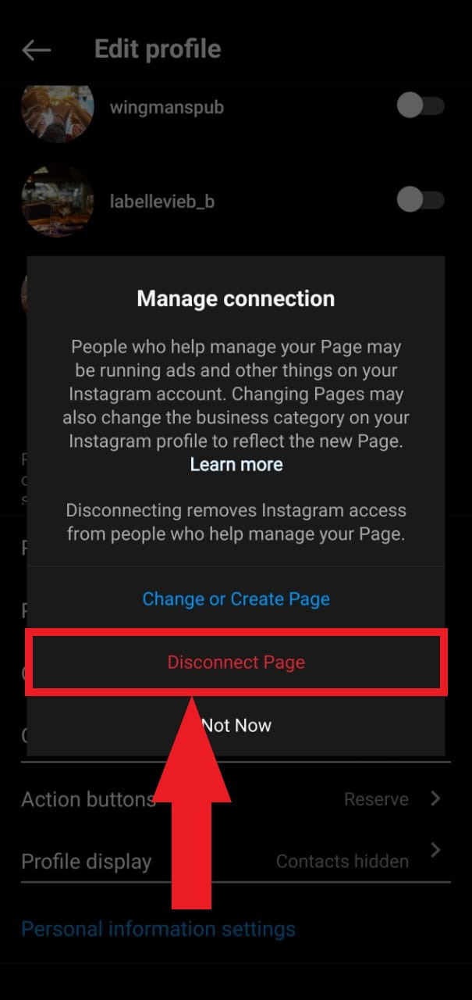 Edit profile
wingmanspub
labellevieb_b
Manage connection
People who help manage your Page may
be running ads and other things on your
Instagram account. Changing Pages may
also change the business category on your
Instagram profile to reflect the new Page.
Learn more
Disconnecting removes Instagram access
from people who help manage your Page.
Change or Create Page
Disconnect Page
Not Now
Action buttons
Reserve
Profile display
Contacts hidden
Personal information settings